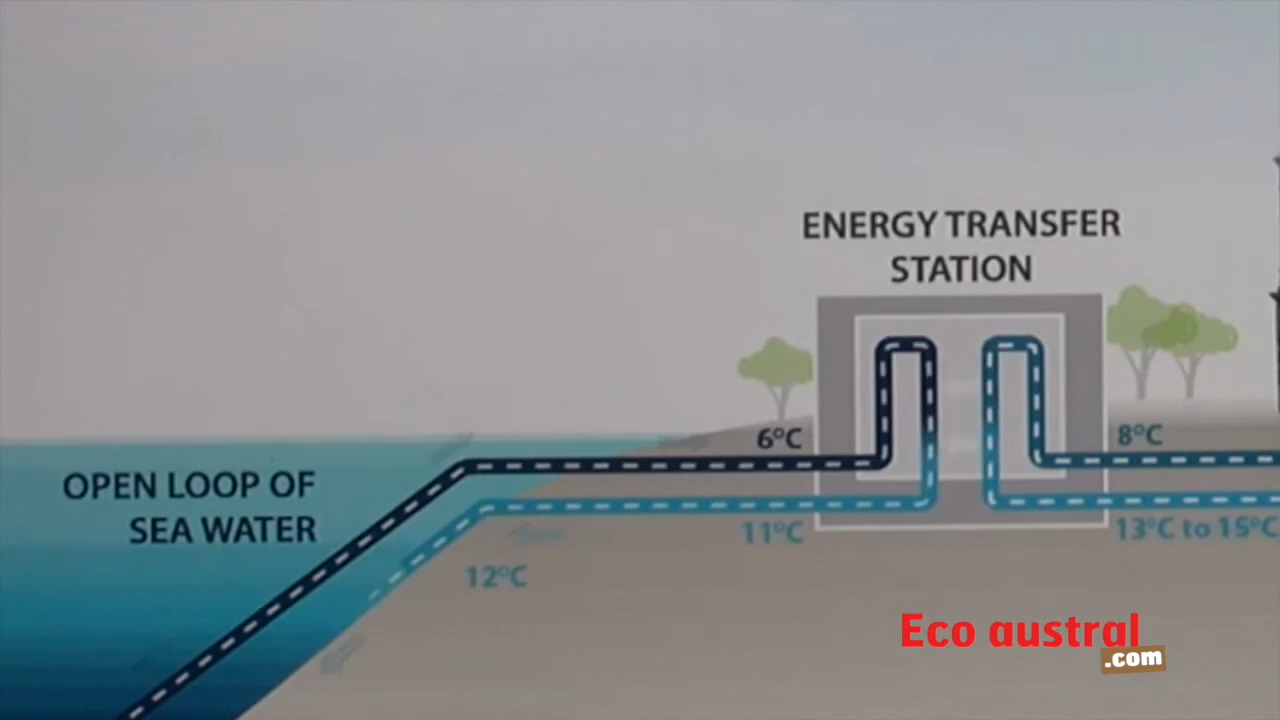 ENERGY TRANSFER
STATION
6°C
8°C
OPEN LOOP OF
SEA WATER
11°C
13°C to 15°C
12°C
Eco austral
.com